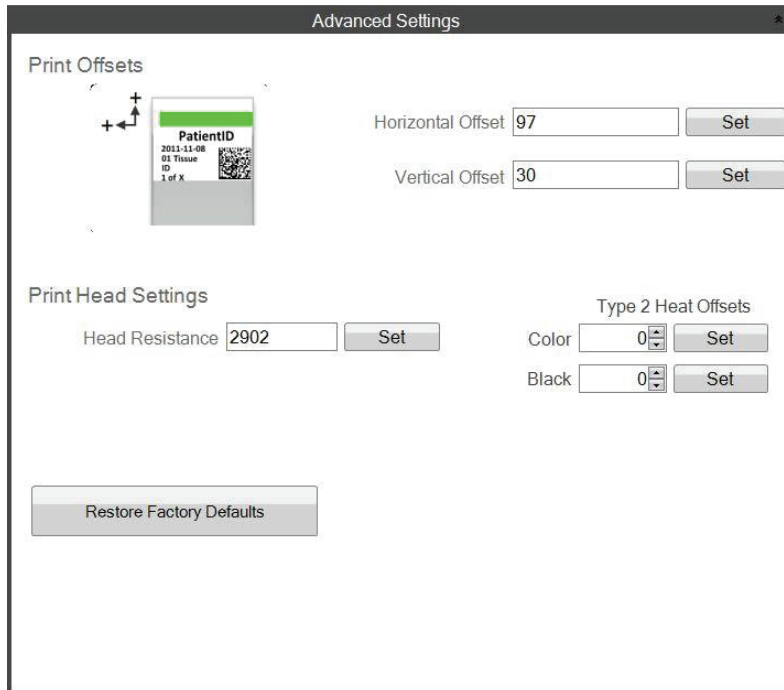 Advanced Settings
Print Offsets
+
+
PatientID
2011-11-08
01 Tissue
ID
1 of X
Horizontal Offset 97 Set
Vertical Offset 30 Set
Print Head Settings
Type 2 Heat Offsets
Head Resistance 2902 Set
Color 0 Set
Black 0 Set
Restore Factory Defaults